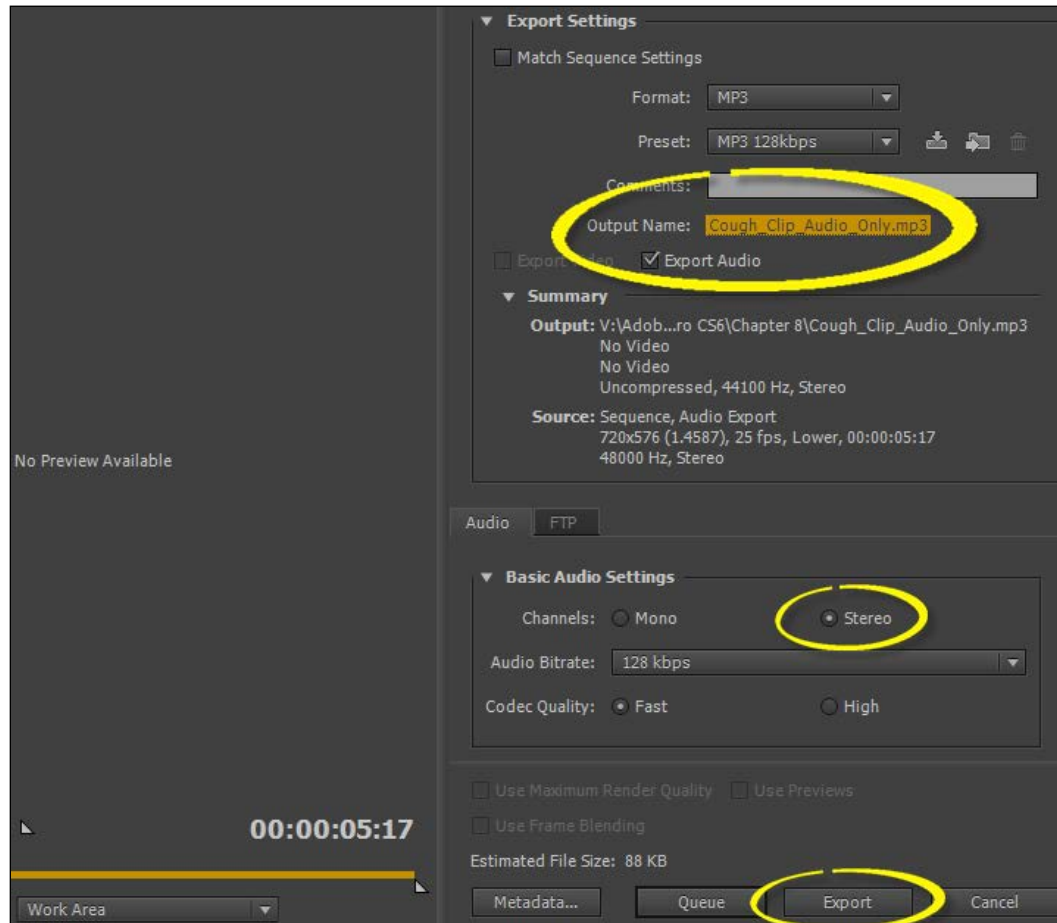 Export Settings
Match Sequence Settings
Format: MP3
Preset: MP3 128kbps
Comments:
Output Name: Cough_Clip_Audio_Only.mp3
Export Video Export Audio
Summary
Output: V:\Adob...ro CS6\Chapter 8\Cough_Clip_Audio_Only.mp3
No Video
No Video
Uncompressed, 44100 Hz, Stereo
Source: Sequence, Audio Export
720x576 (1.4587), 25 fps, Lower, 00:00:05:17
48000 Hz, Stereo
No Preview Available
Audio FTP
Basic Audio Settings
Channels: Mono Stereo
Audio Bitrate: 128 kbps
Codec Quality: Fast High
Use Maximum Render Quality Use Previews
00:00:05:17
Use Frame Blending
Estimated File Size: 88 KB
Metadata... Queue Export Cancel
Work Area